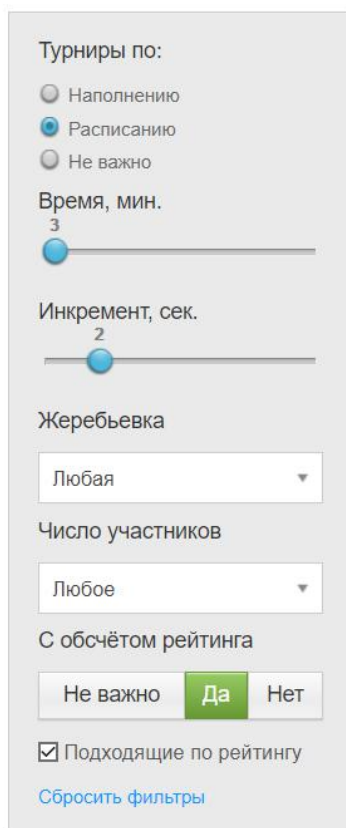 Турниры по:
Наполнению
Расписанию
Не важно
Время, мин.
3
Инкремент, сек.
2
Жеребьевка
Любая
Число участников
Любое
С обсчётом рейтинга
Не важно Да Нет
Подходящие по рейтингу
Сбросить фильтры